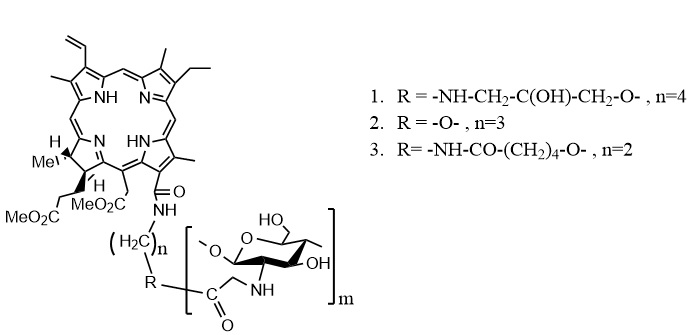 NH
N
N
HN
H
Me
H
MeO₂C
MeO₂C
O
NH
(H₂C)n
R
O
HO
O
OH
NH
C
O
m
1. R = -NH-CH₂-C(OH)-CH₂-O- , n=4
2. R = -O- , n=3
3. R= -NH-CO-(CH₂)₄-O- , n=2